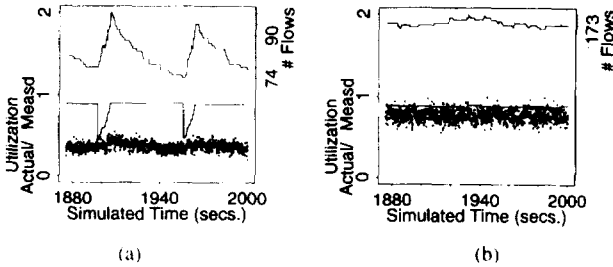 2
1
0
Utilization
Actual/ Measd
74 90
# Flows
1880 1940 2000
Simulated Time (secs.)
(a)
2
1
0
Utilization
Actual/ Measd
173
# Flows
1880 1940 2000
Simulated Time (secs.)
(b)